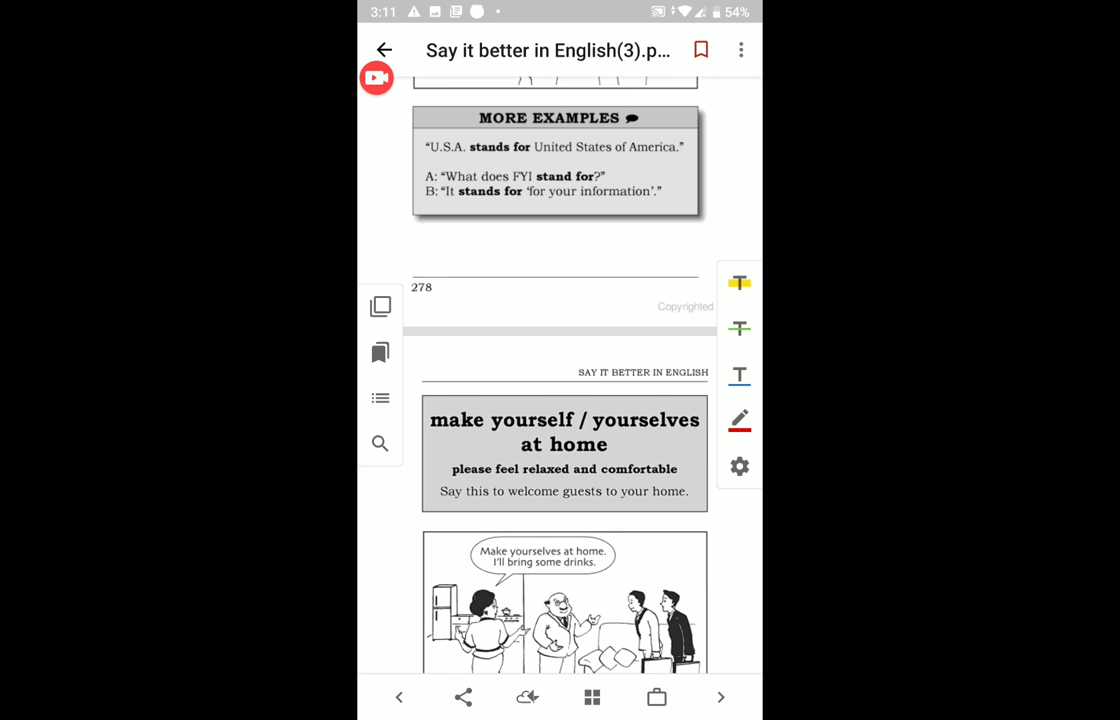 3:11
54%
Say it better in English(3).p...
MORE EXAMPLES
“U.S.A. stands for United States of America.”
A: “What does FYI stand for?”
B: “It stands for ‘for your information’.”
278
Copyrighted
SAY IT BETTER IN ENGLISH
make yourself / yourselves
at home
please feel relaxed and comfortable
Say this to welcome guests to your home.
Make yourselves at home.
I'll bring some drinks.